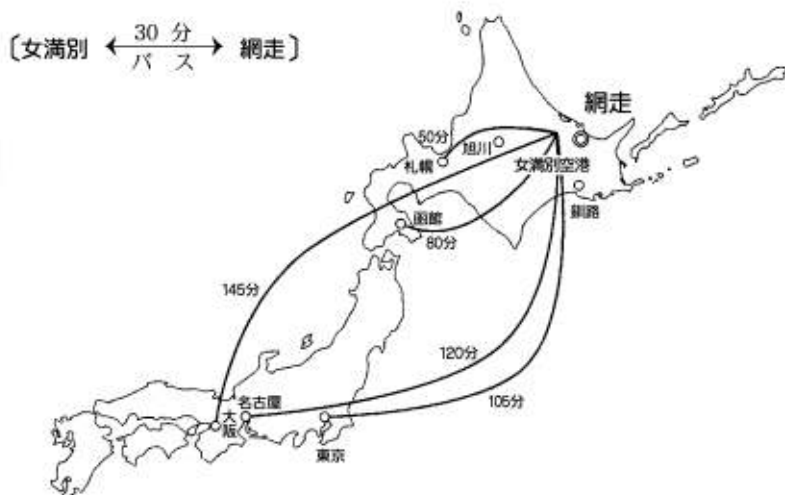 〔女満別 ←30分 バス→ 網走〕
網走
50分
旭川
札幌
女満別空港
釧路
函館
80分
145分
120分
105分
名古屋
大阪
東京